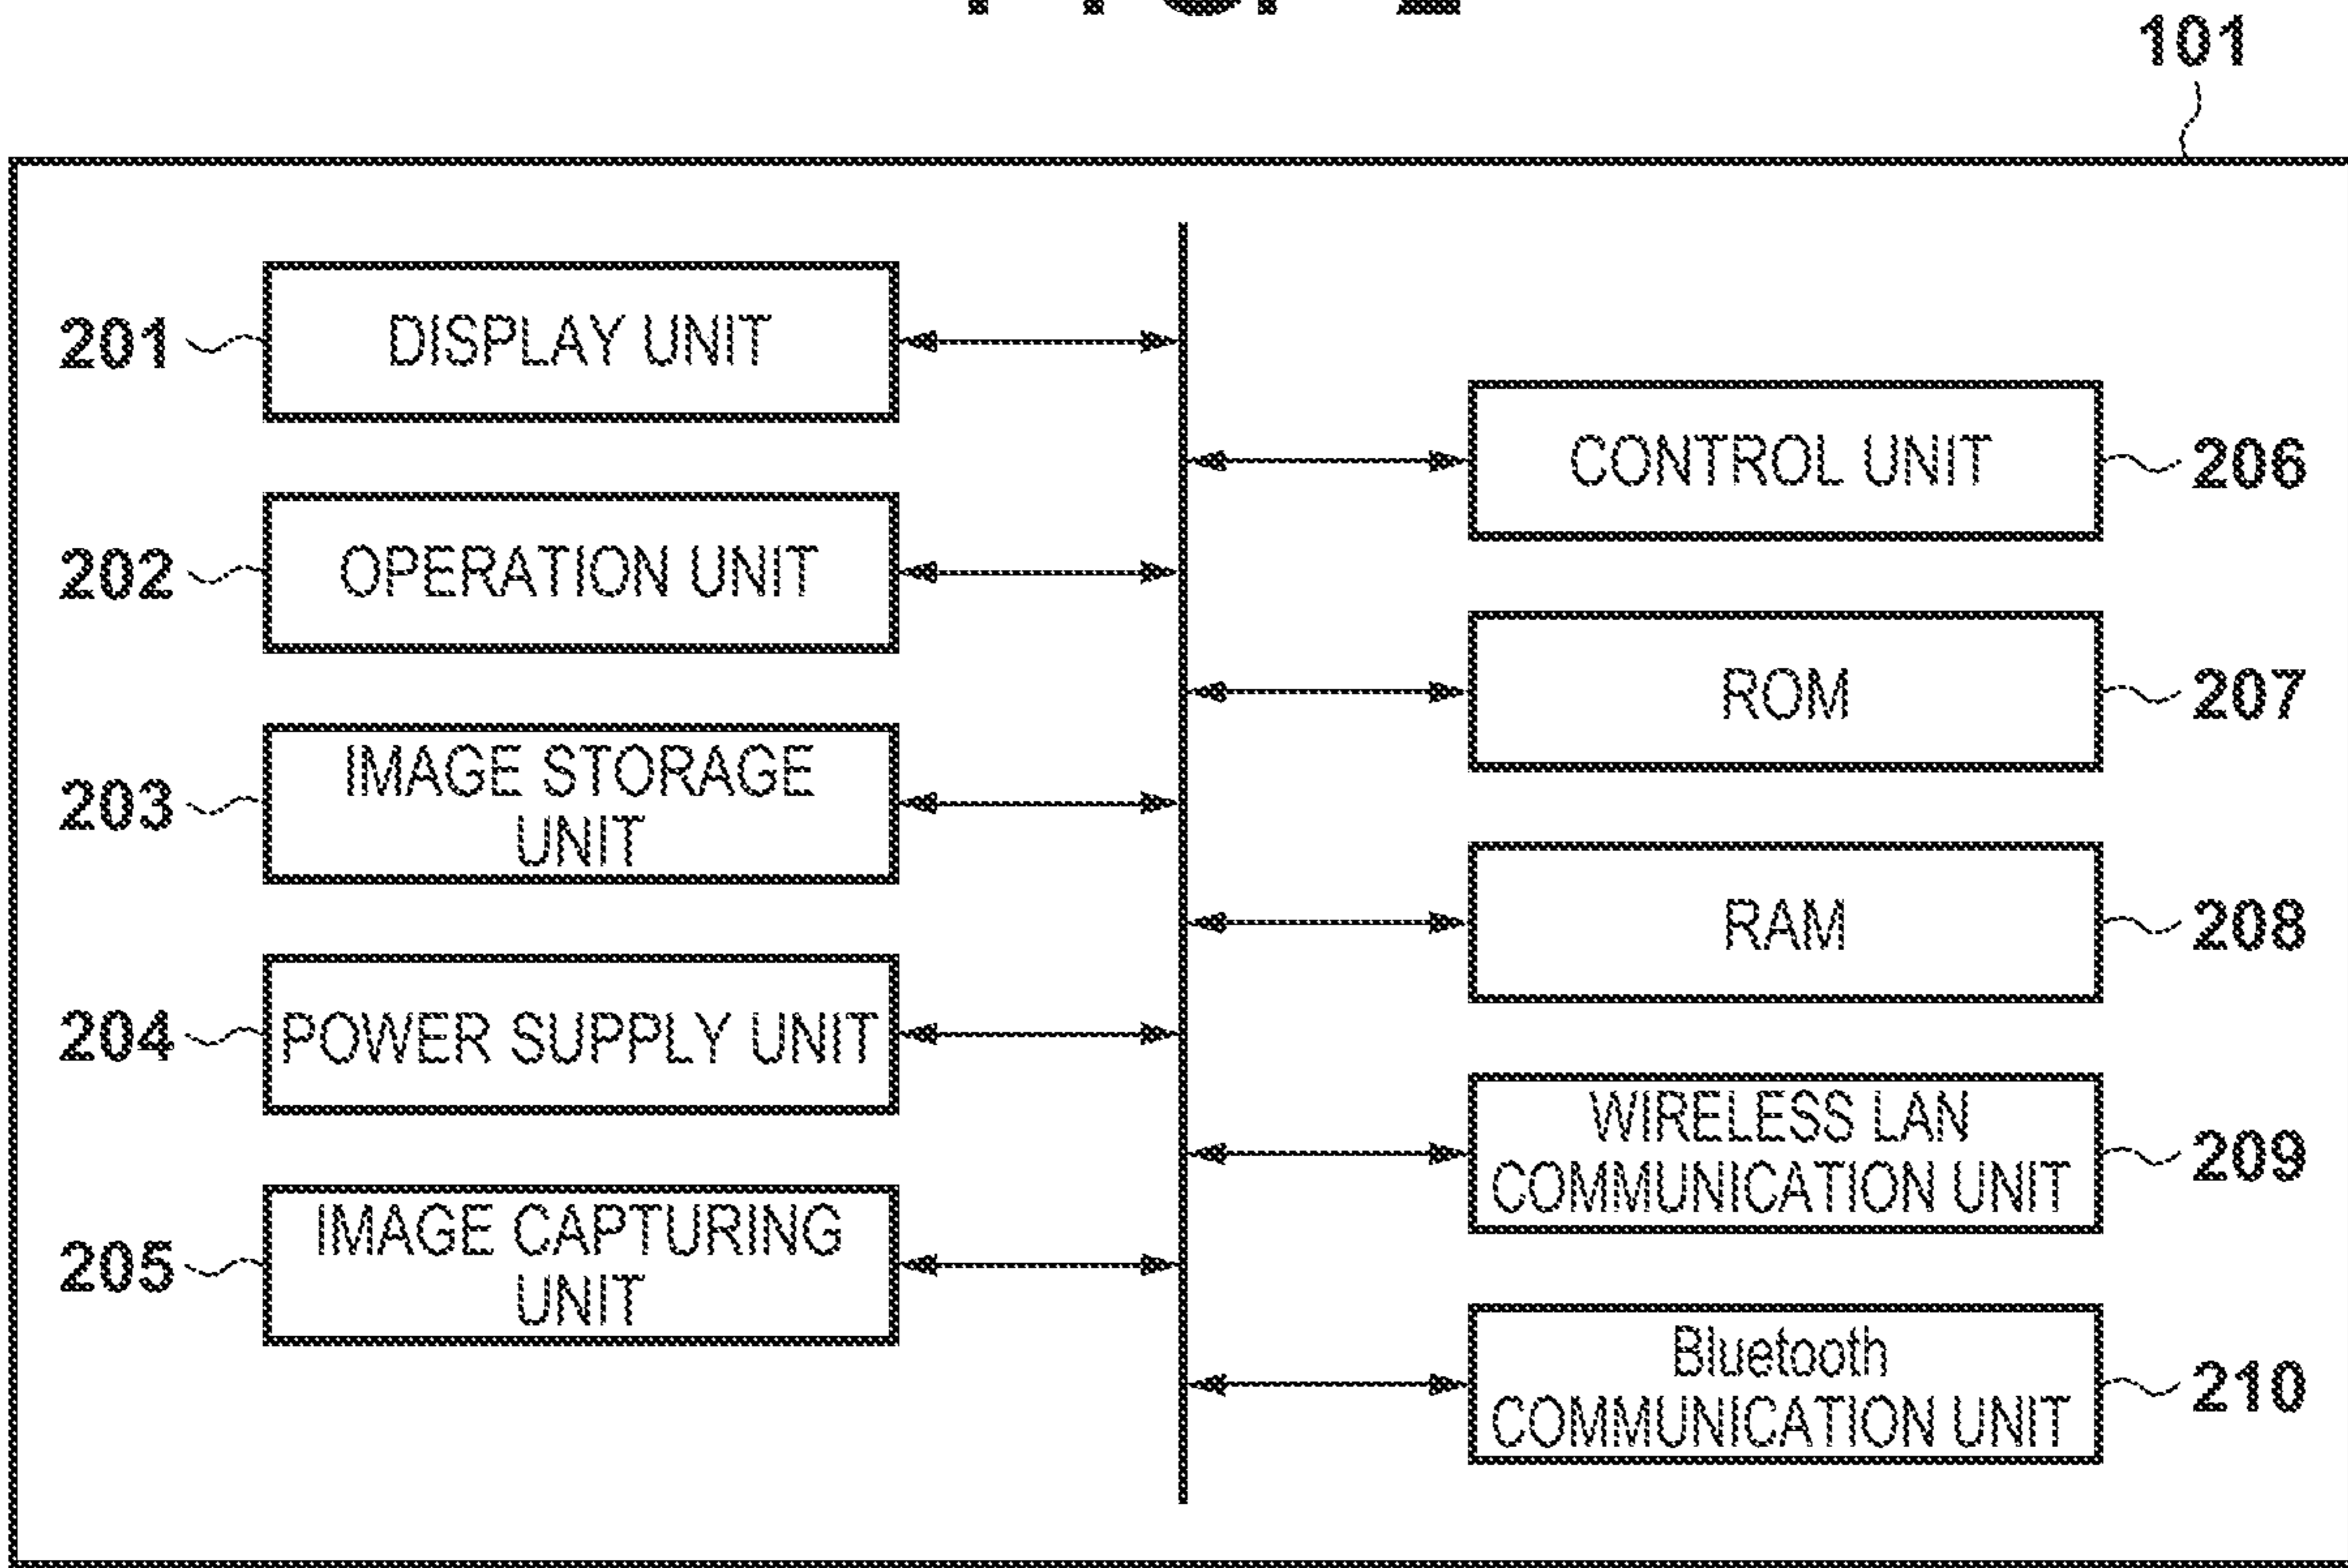 101
201
DISPLAY UNIT
202
OPERATION UNIT
203
IMAGE STORAGE
UNIT
204
POWER SUPPLY UNIT
205
IMAGE CAPTURING
UNIT
CONTROL UNIT
206
ROM
207
RAM
208
WIRELESS LAN
COMMUNICATION UNIT
209
Bluetooth
COMMUNICATION UNIT
210